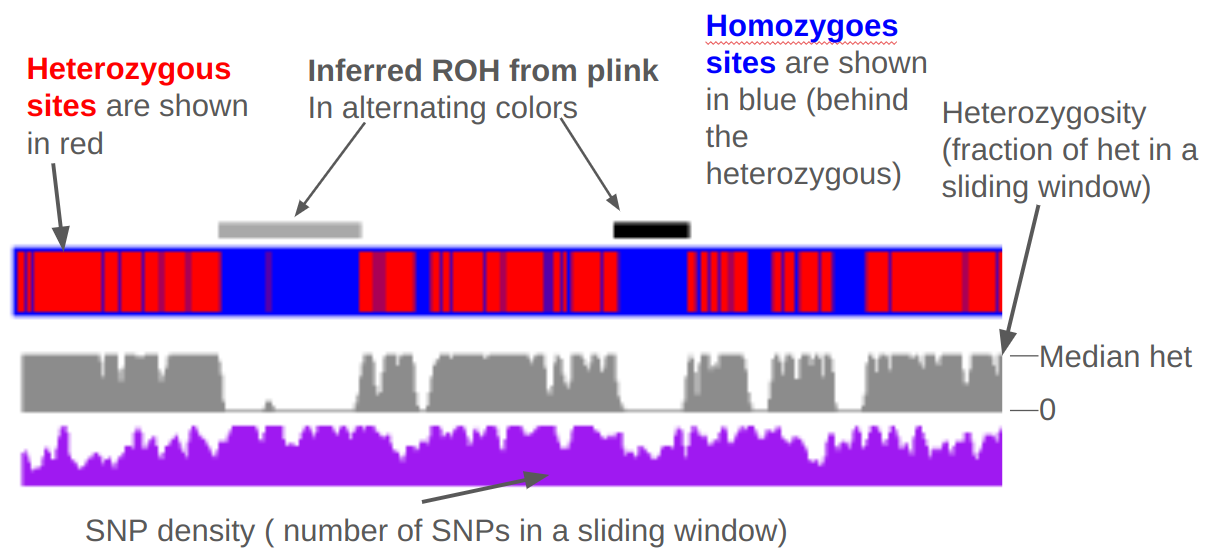 Heterozygous
sites are shown
in red
Inferred ROH from plink
In alternating colors
Homozygoes
sites are shown
in blue (behind
the
heterozygous)
Heterozygosity
(fraction of het in a
sliding window)
Median het
0
SNP density ( number of SNPs in a sliding window)